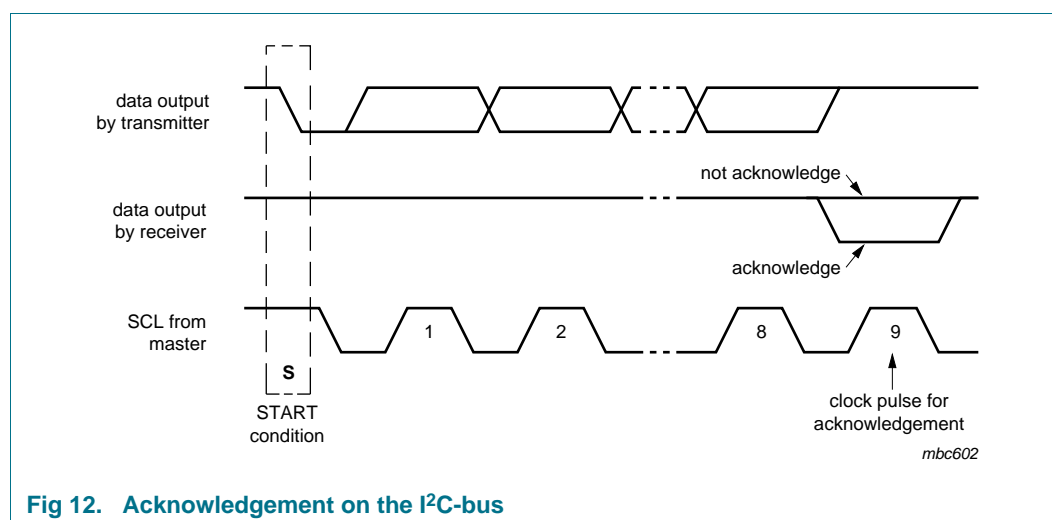 data output
by transmitter
not acknowledge
data output
by receiver
acknowledge
SCL from
master
1
2
8
9
S
START
condition
clock pulse for
acknowledgement
mbc602
Fig 12. Acknowledgement on the I²C-bus